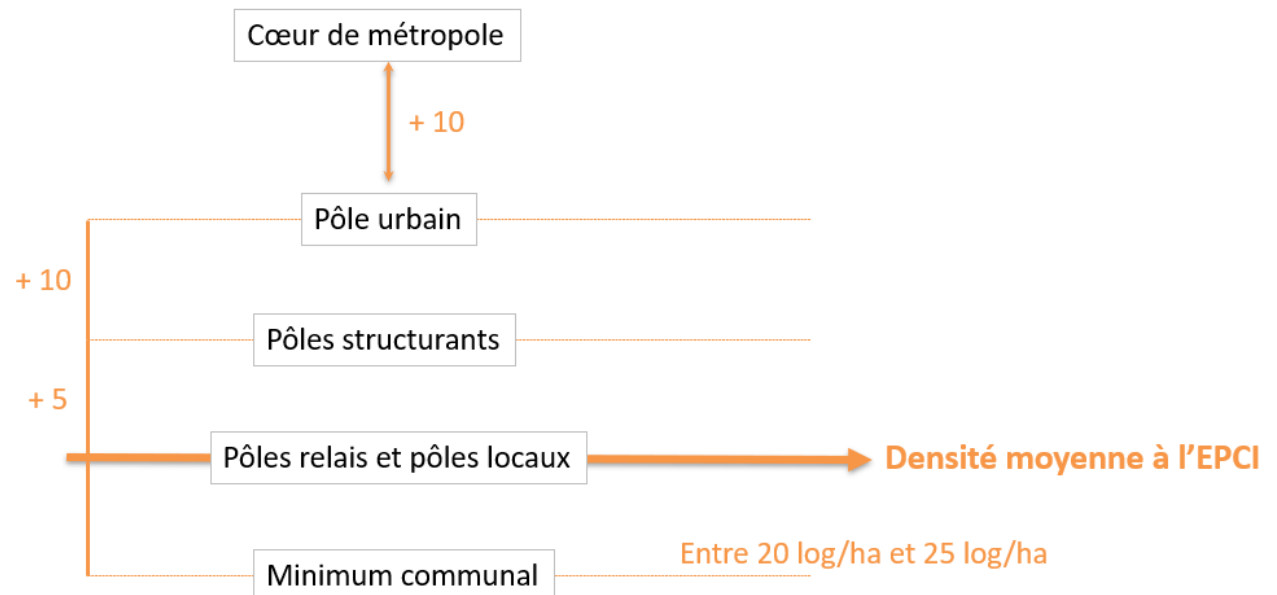 Cœur de métropole
+ 10
Pôle urbain
+ 10
Pôles structurants
+ 5
Pôles relais et pôles locaux
Densité moyenne à l’EPCI
Entre 20 log/ha et 25 log/ha
Minimum communal